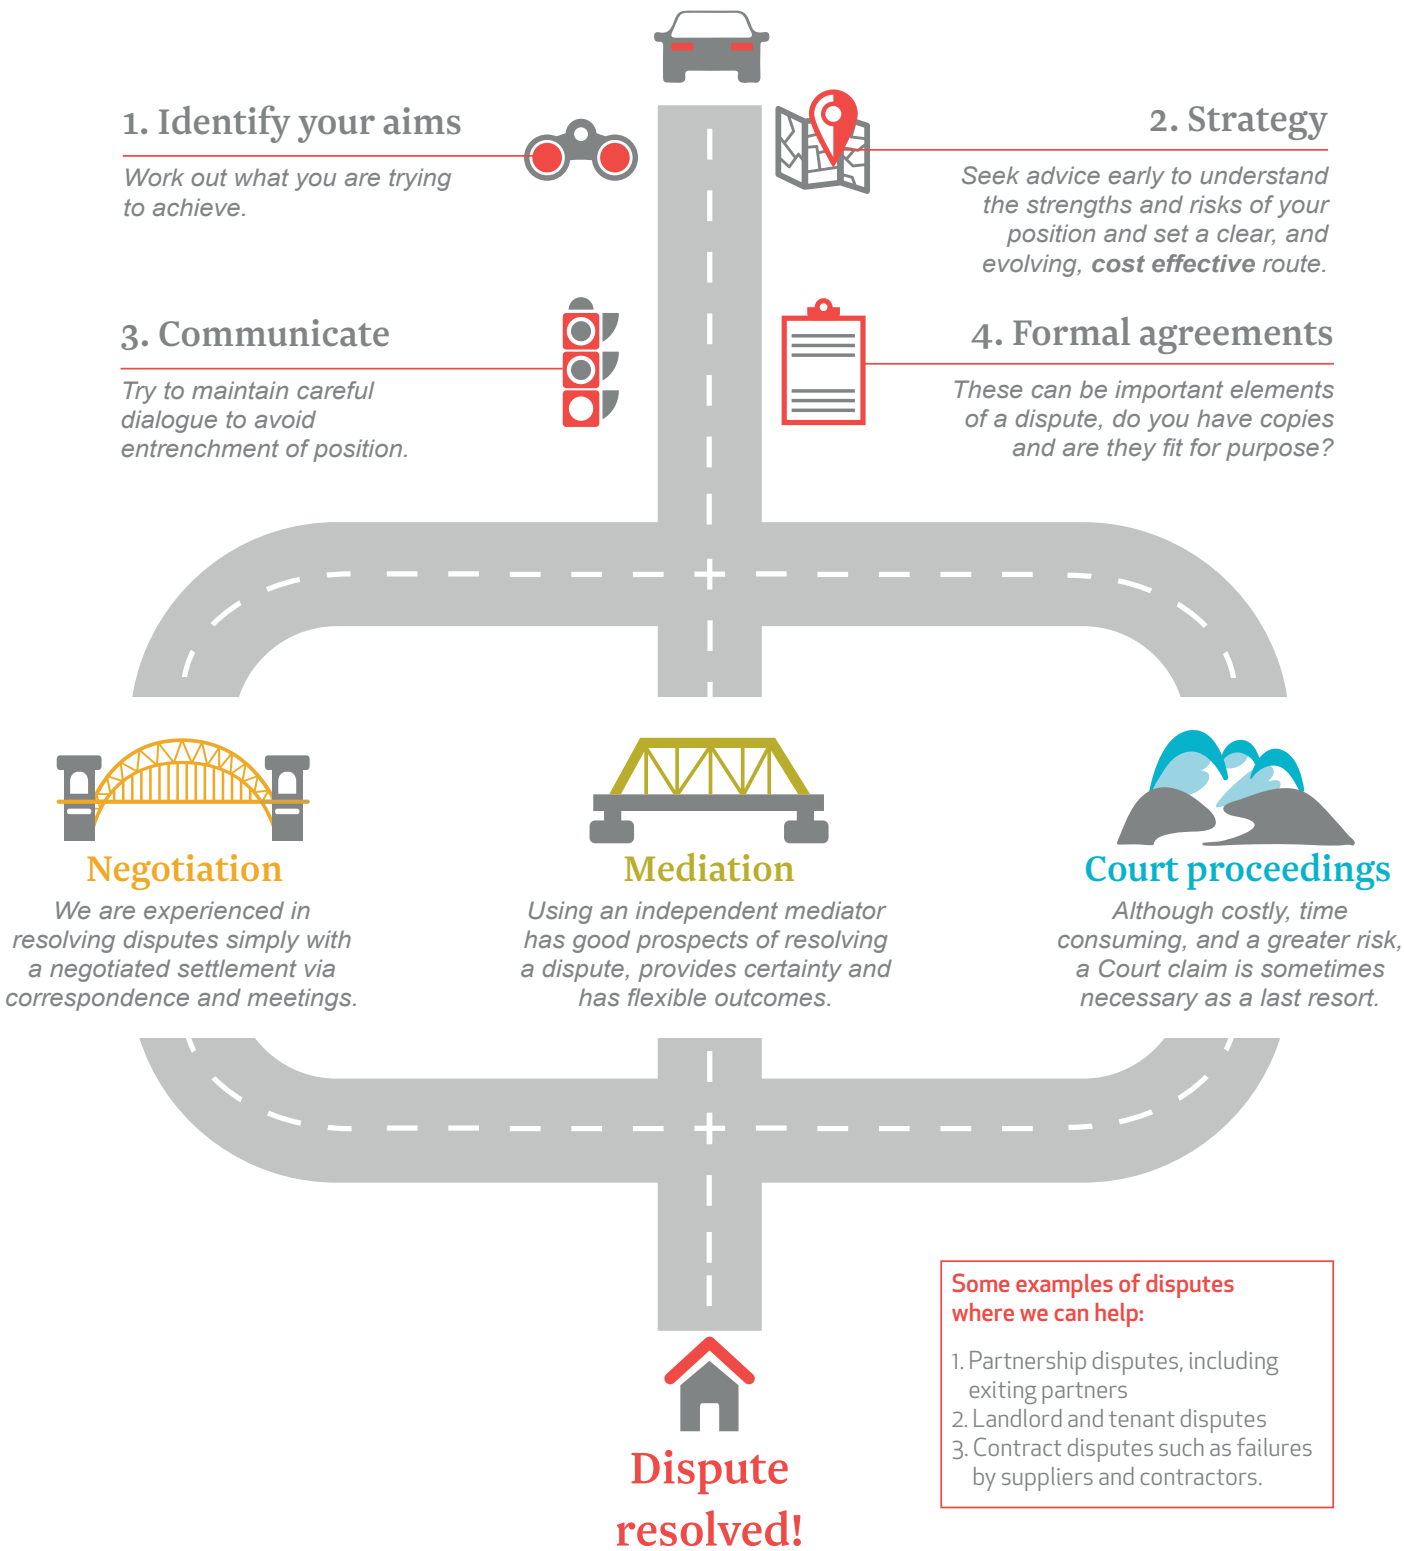 1. Identify your aims
Work out what you are trying
to achieve.
2. Strategy
Seek advice early to understand
the strengths and risks of your
position and set a clear, and
evolving, cost effective route.
3. Communicate
Try to maintain careful
dialogue to avoid
entrenchment of position.
4. Formal agreements
These can be important elements
of a dispute, do you have copies
and are they fit for purpose?
Negotiation
We are experienced in
resolving disputes simply with
a negotiated settlement via
correspondence and meetings.
Mediation
Using an independent mediator
has good prospects of resolving
a dispute, provides certainty and
has flexible outcomes.
Court proceedings
Although costly, time
consuming, and a greater risk,
a Court claim is sometimes
necessary as a last resort.
Some examples of disputes
where we can help:
1. Partnership disputes, including
exiting partners
2. Landlord and tenant disputes
3. Contract disputes such as failures
by suppliers and contractors.
Dispute
resolved!